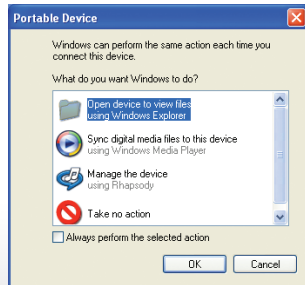 Portable Device
Windows can perform the same action each time you
connect this device.
What do you want Windows to do?
Open device to view files
using Windows Explorer
Sync digital media files to this device
using Windows Media Player
Manage the device
using Rhapsody
Take no action
Always perform the selected action
OK
Cancel